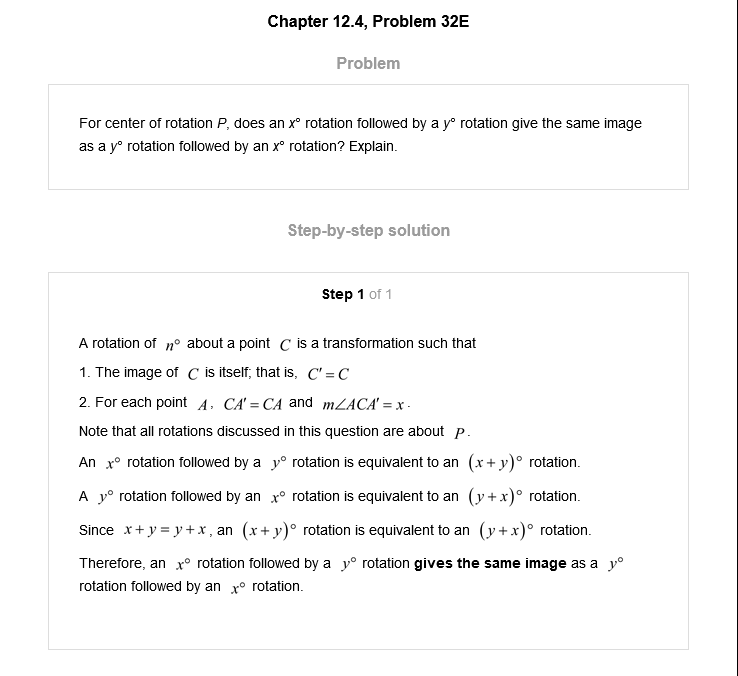 Chapter 12.4, Problem 32E
Problem
For center of rotation P, does an x° rotation followed by a y° rotation give the same image
as a y° rotation followed by an x° rotation? Explain.
Step-by-step solution
Step 1 of 1
A rotation of n° about a point C is a transformation such that
1. The image of C is itself; that is, C′ = C
2. For each point A, CA′ = CA and m∠ACA′ = x.
Note that all rotations discussed in this question are about P.
An x° rotation followed by a y° rotation is equivalent to an (x + y)° rotation.
A y° rotation followed by an x° rotation is equivalent to an (y + x)° rotation.
Since x + y = y + x, an (x + y)° rotation is equivalent to an (y + x)° rotation.
Therefore, an x° rotation followed by a y° rotation gives the same image as a y°
rotation followed by an x° rotation.